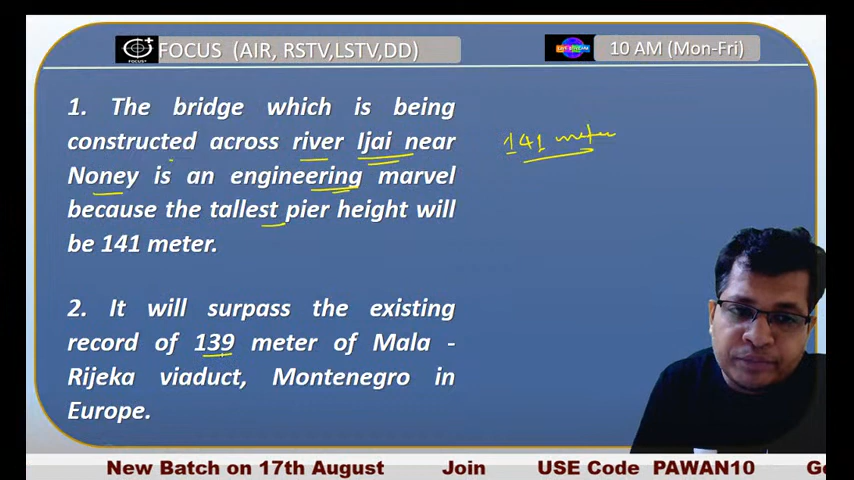 FOCUS (AIR, RSTV,LSTV,DD)
10 AM (Mon-Fri)
1. The bridge which is being
constructed across river Ijai near
Noney is an engineering marvel
because the tallest pier height will
be 141 meter.
141 meter
2. It will surpass the existing
record of 139 meter of Mala -
Rijeka viaduct, Montenegro in
Europe.
New Batch on 17th August Join USE Code PAWAN10 Go